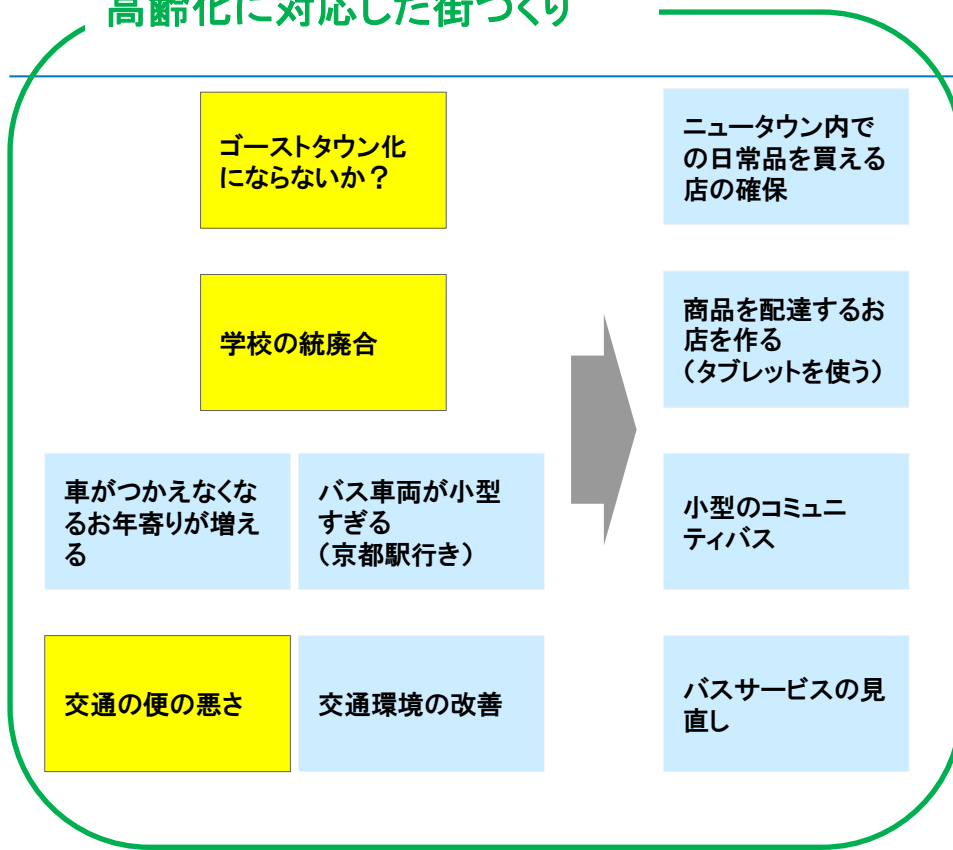 高齢化に対応した街づくり
ゴーストタウン化
にならないか？
学校の統廃合
車がつかえなくな
るお年寄りが増え
る
バス車両が小型
すぎる
（京都駅行き）
交通の便の悪さ
交通環境の改善
ニュータウン内で
の日常品を買える
店の確保
商品を配達するお
店を作る
（タブレットを使う）
小型のコミュニ
ティバス
バスサービスの見
直し